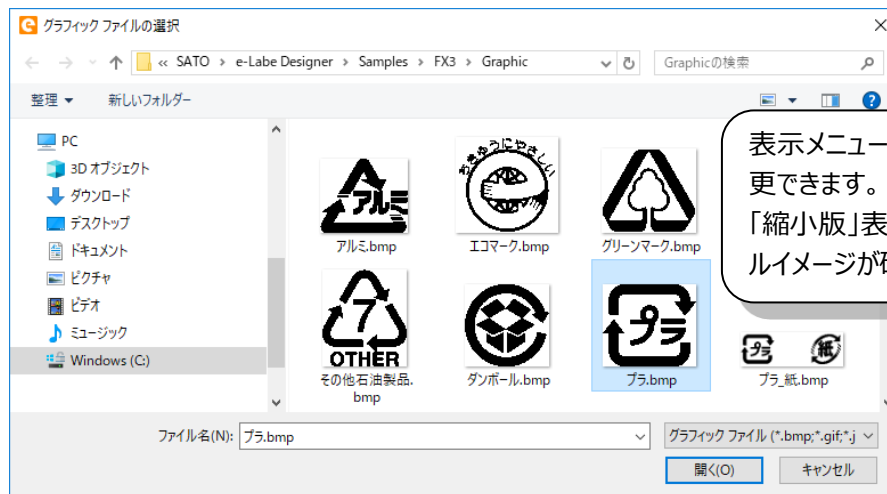 グラフィック ファイルの選択
« SATO › e-Labe Designer › Samples › FX3 › Graphic
Graphicの検索
整理
新しいフォルダー
PC
3D オブジェクト
ダウンロード
デスクトップ
ドキュメント
ピクチャ
ビデオ
ミュージック
Windows (C:)
アルミ
アルミ.bmp
ちきゅうにやさしい
エコマーク.bmp
グリーンマーク.bmp
表示メニュー
更できます。
「縮小版」表
ルイメージが
7
OTHER
その他石油製品.
bmp
ダンボール.bmp
プラ
プラ.bmp
プラ 紙
プラ_紙.bmp
ファイル名(N): プラ.bmp
グラフィック ファイル (*.bmp;*.gif;*.j
開く(O)
キャンセル